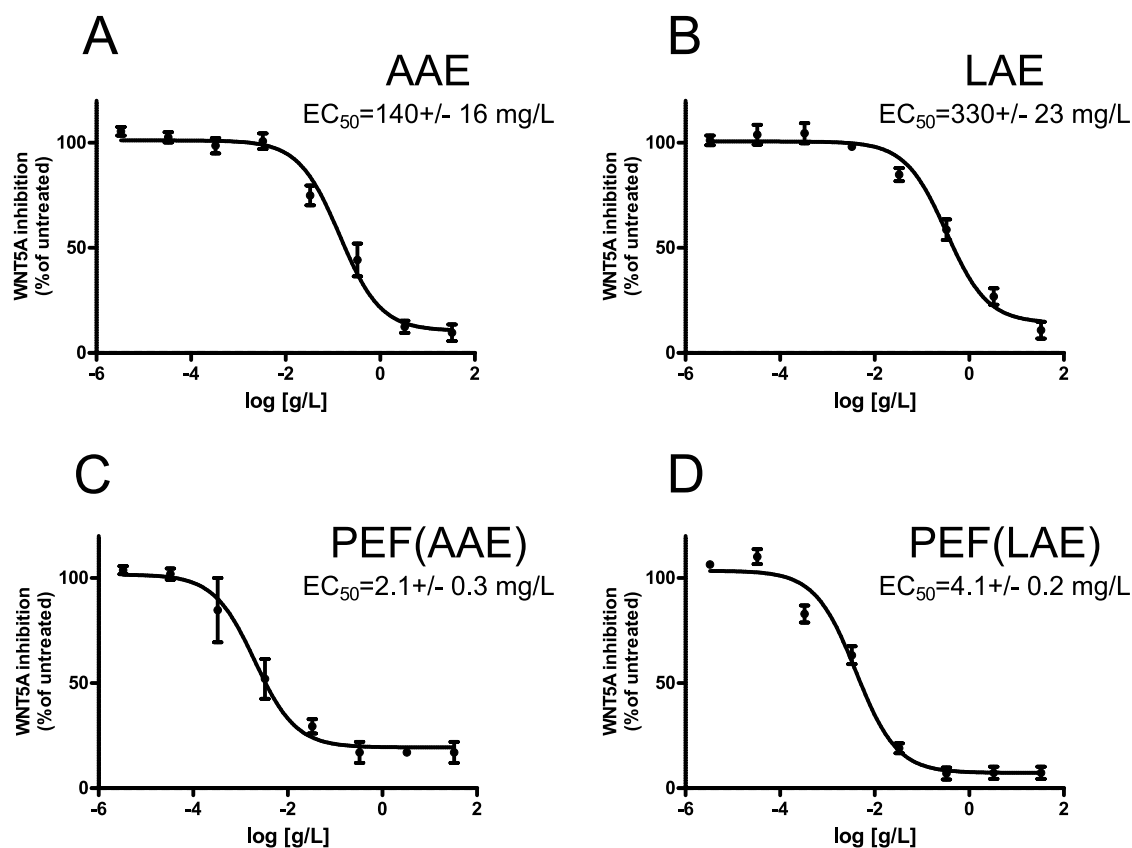 A
AAE
EC50=140+/- 16 mg/L
WNT5A inhibition
(%of untreated)
100
50
0
-6 -4 -2 0 2
log [g/L]
B
LAE
EC50=330+/- 23 mg/L
WNT5A inhibition
(%of untreated)
100
50
0
-6 -4 -2 0 2
log [g/L]
C
PEF(AAE)
EC50=2.1+/- 0.3 mg/L
WNT5A inhibition
(%of untreated)
100
50
0
-6 -4 -2 0 2
log [g/L]
D
PEF(LAE)
EC50=4.1+/- 0.2 mg/L
WNT5A inhibition
(%of untreated)
100
50
0
-6 -4 -2 0 2
log [g/L]